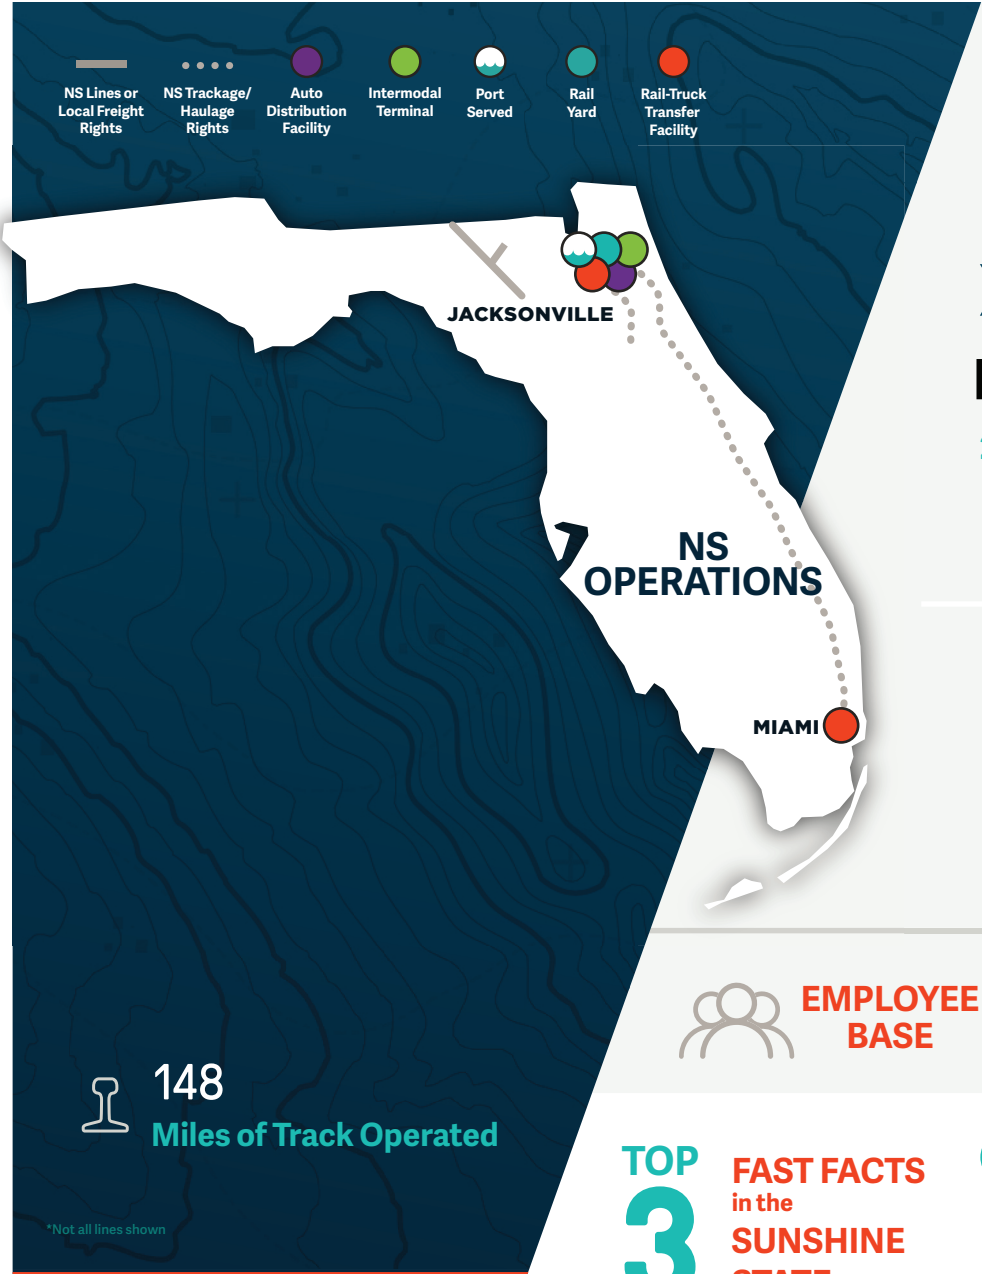 NS Lines or
Local Freight
Rights
NS Trackage/
Haulage
Rights
Auto
Distribution
Facility
Intermodal
Terminal
Port
Served
Rail
Yard
Rail-Truck
Transfer
Facility
JACKSONVILLE
NS
OPERATIONS
MIAMI
EMPLOYEE
BASE
148
Miles of Track Operated
*Not all lines shown
TOP
3
FAST FACTS
in the
SUNSHINE
STATE